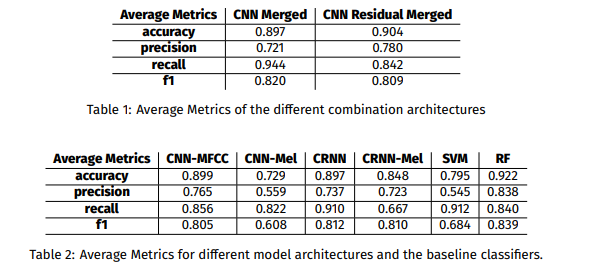 Average Metrics CNN Merged CNN Residual Merged
accuracy 0.897 0.904
precision 0.721 0.780
recall 0.944 0.842
f1 0.820 0.809
Table 1: Average Metrics of the different combination architectures
Average Metrics CNN-MFCC CNN-Mel CRNN CRNN-Mel SVM RF
accuracy 0.899 0.729 0.897 0.848 0.795 0.922
precision 0.765 0.559 0.737 0.723 0.545 0.838
recall 0.856 0.822 0.910 0.667 0.912 0.840
f1 0.805 0.608 0.812 0.810 0.684 0.839
Table 2: Average Metrics for different model architectures and the baseline classifiers.